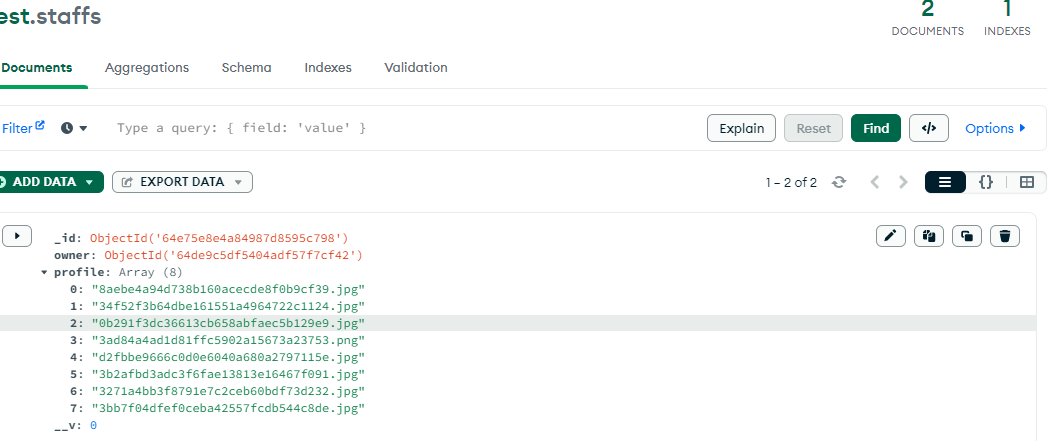 est.staffs
2
DOCUMENTS
1
INDEXES
Documents
Aggregations
Schema
Indexes
Validation
Filter
Type a query: { field: 'value' }
Explain
Reset
Find
</>
Options
ADD DATA
EXPORT DATA
1 – 2 of 2
{}
_id: ObjectId('64e75e8e4a84987d8595c798')
owner: ObjectId('64de9c5df5404adf57f7cf42')
profile: Array (8)
0: "8aebe4a94d738b160acecde8f0b9cf39.jpg"
1: "34f52f3b64dbe161551a4964722c1124.jpg"
2: "0b291f3dc36613cb658abfaec5b129e9.jpg"
3: "3ad84a4ad1d81ffc5902a15673a23753.png"
4: "d2fbbe9666c0d0e6040a680a2797115e.jpg"
5: "3b2afbd3adc3f6fae13813e16467f091.jpg"
6: "3271a4bb3f8791e7c2ceb60bdf73d232.jpg"
7: "3bb7f04dfef0ceba42557fcdb544c8de.jpg"
__v: 0